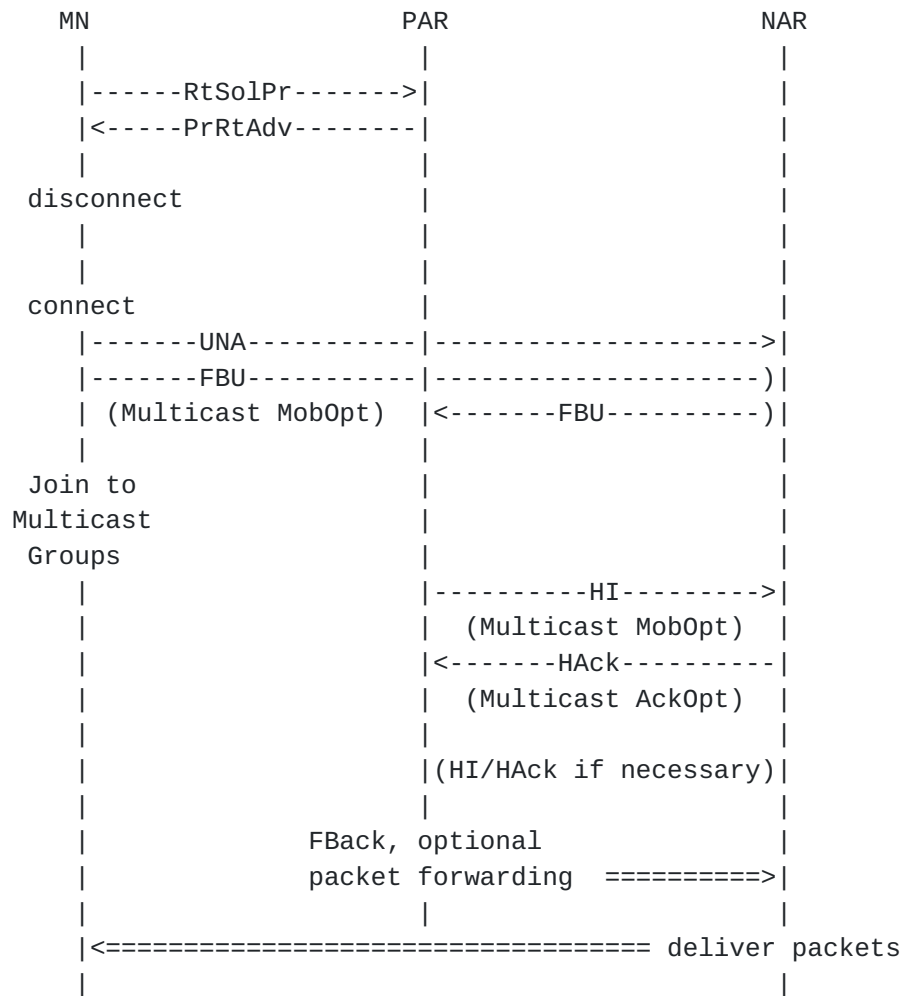 MN PAR NAR
| | |
|------RtSolPr------->| |
|<-----PrRtAdv--------| |
| | |
disconnect | |
| | |
| | |
connect | |
|-------UNA-----------|--------------------->|
|-------FBU-----------|---------------------)|
| (Multicast MobOpt) |<-------FBU----------)|
| | |
Join to | |
Multicast | |
Groups | |
| |----------HI--------->|
| | (Multicast MobOpt) |
| |<-------HAck----------|
| | (Multicast AckOpt) |
| | |
| |(HI/HAck if necessary)|
| | |
| FBack, optional |
| packet forwarding ==========>|
| | |
|<=================================== deliver packets
| |